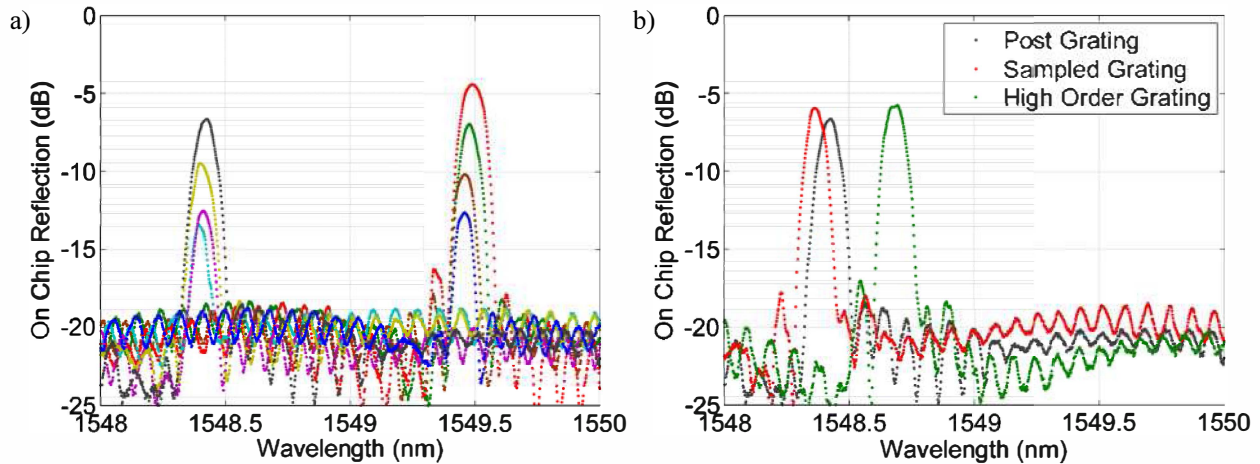 a)
On Chip Reflection (dB)
0
-5
-10
-15
-20
-25
1548
1548.5
1549
1549.5
1550
Wavelength (nm)
b)
On Chip Reflection (dB)
0
-5
-10
-15
-20
-25
1548
1548.5
1549
1549.5
1550
Wavelength (nm)
Post Grating
Sampled Grating
High Order Grating